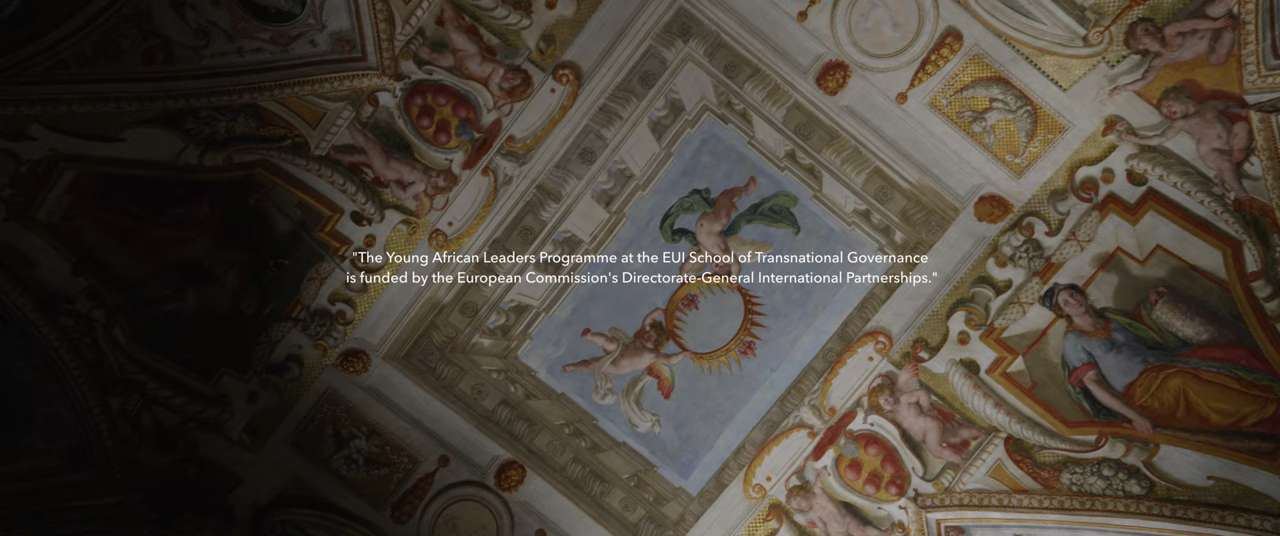 "The Young African Leaders Programme at the EUI School of Transnational Governance
is funded by the European Commission's Directorate-General International Partnerships."